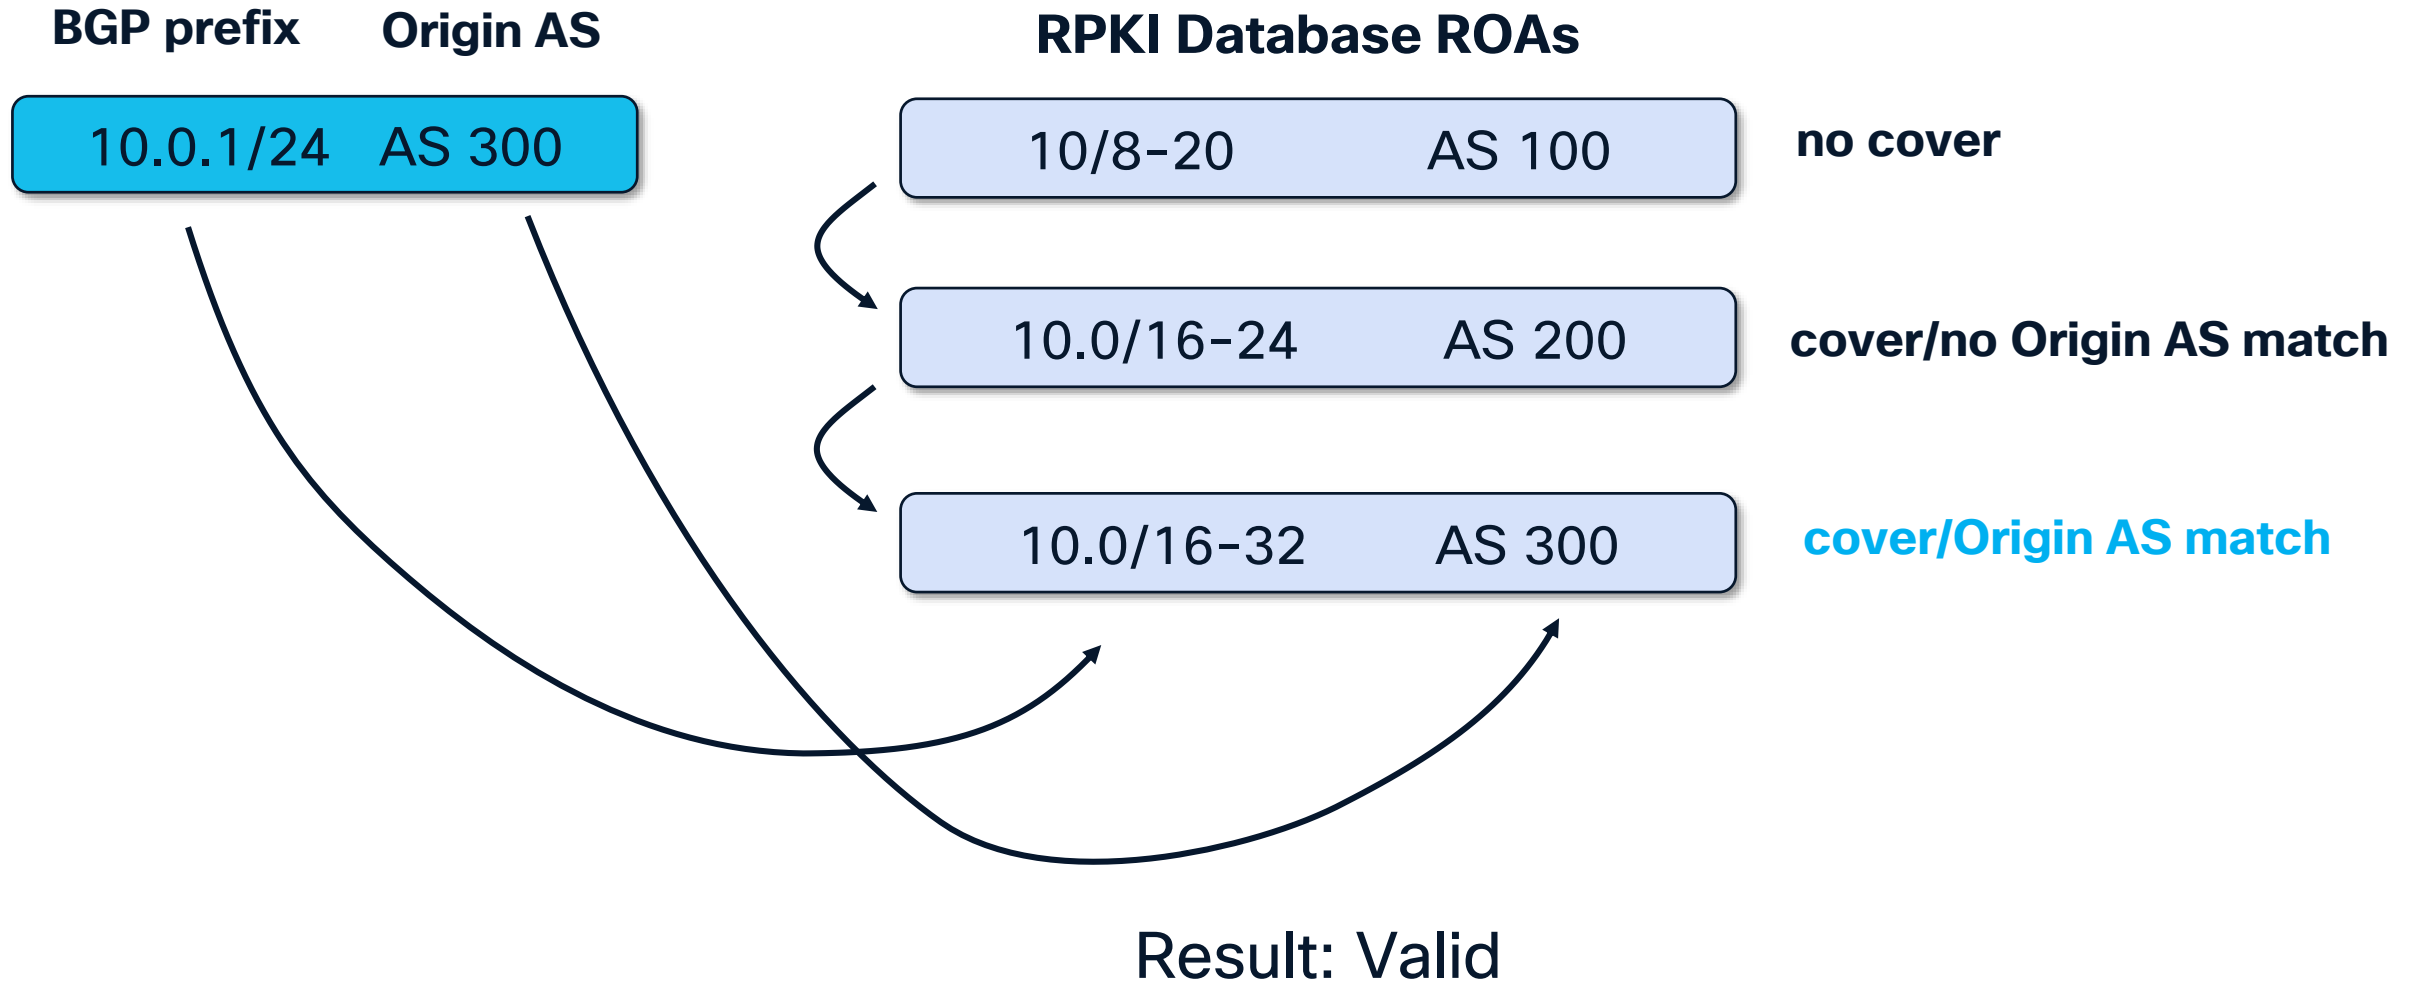 BGP prefix Origin AS
RPKI Database ROAs
10.0.1/24 AS 300
10/8-20 AS 100
no cover
10.0/16-24 AS 200
cover/no Origin AS match
10.0/16-32 AS 300
cover/Origin AS match
Result: Valid